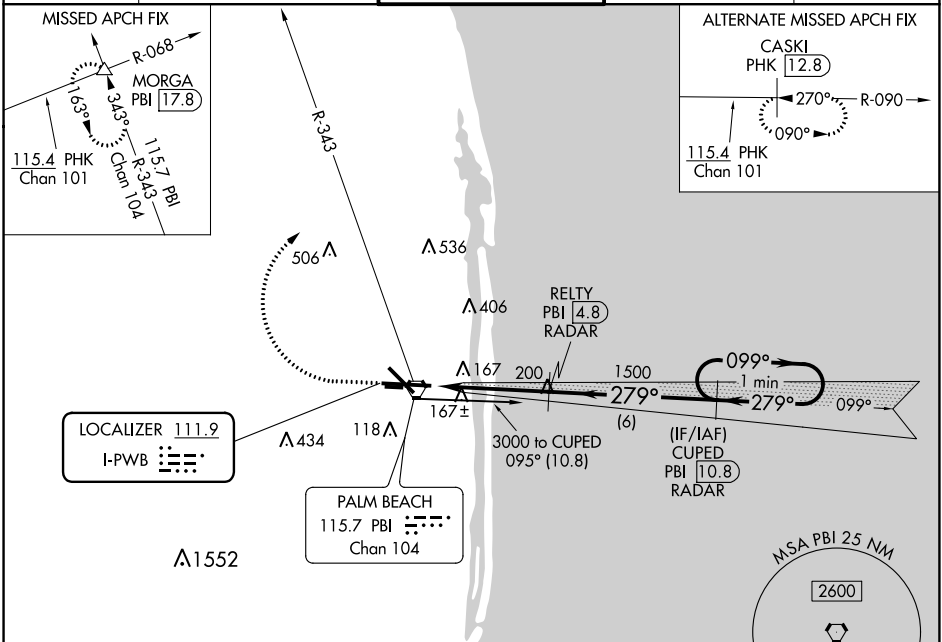 MISSED APCH FIX
R-068
MORGA
PBI 17.8
163°
343°
115.7 PBI
Chan 104
R-343
115.4 PHK
Chan 101
ALTERNATE MISSED APCH FIX
CASKI
PHK 12.8
270°
R-090
090°
115.4 PHK
Chan 101
R-343
506
536
406
RELTY
PBI 4.8
RADAR
167
200
1500
099°
1 min
279°
279°
099°
(6)
167±
3000 to CUPED
095° (10.8)
(IF/IAF)
CUPED
PBI 10.8
RADAR
LOCALIZER 111.9
I-PWB
434
118
PALM BEACH
115.7 PBI
Chan 104
1552
MSA PBI 25 NM
2600